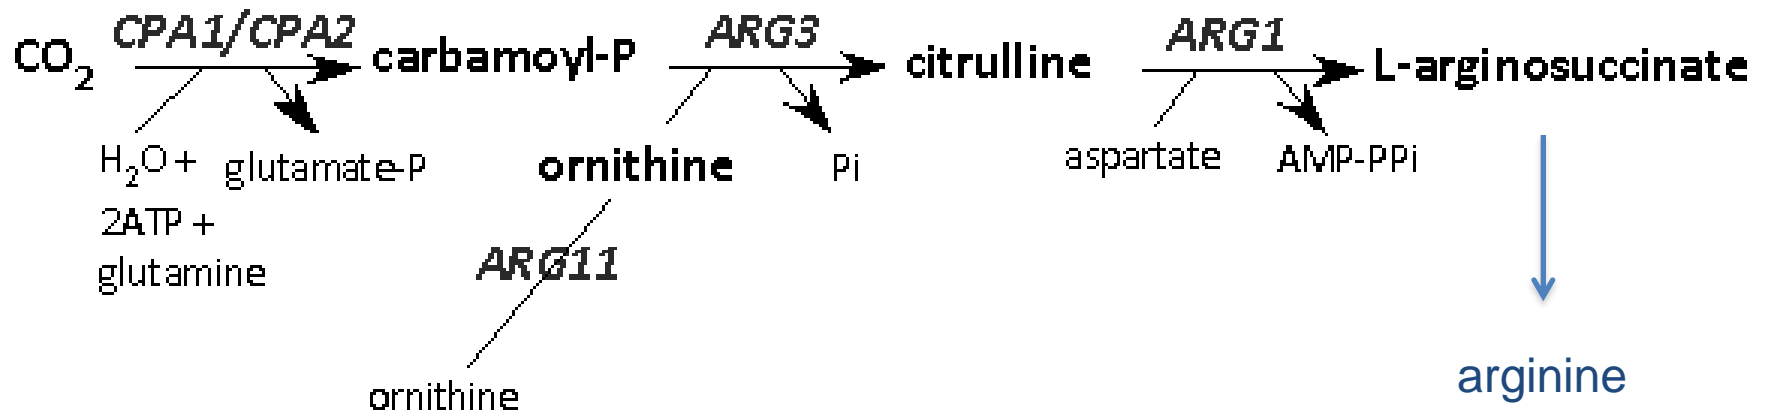 CPA1/CPA2 ARG3 ARG1
CO₂ carbamoyl-P citrulline L-arginosuccinate
H₂O + glutamate-P ornithine Pi aspartate AMP-PPi
2ATP +
glutamine ARG11
ornithine arginine